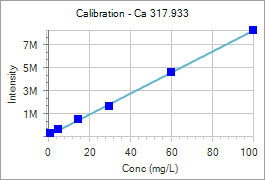 Calibration - Ca 317.933
7M
5M
3M
1M
Intensity
0 20 40 60 80 100
Conc (mg/L)